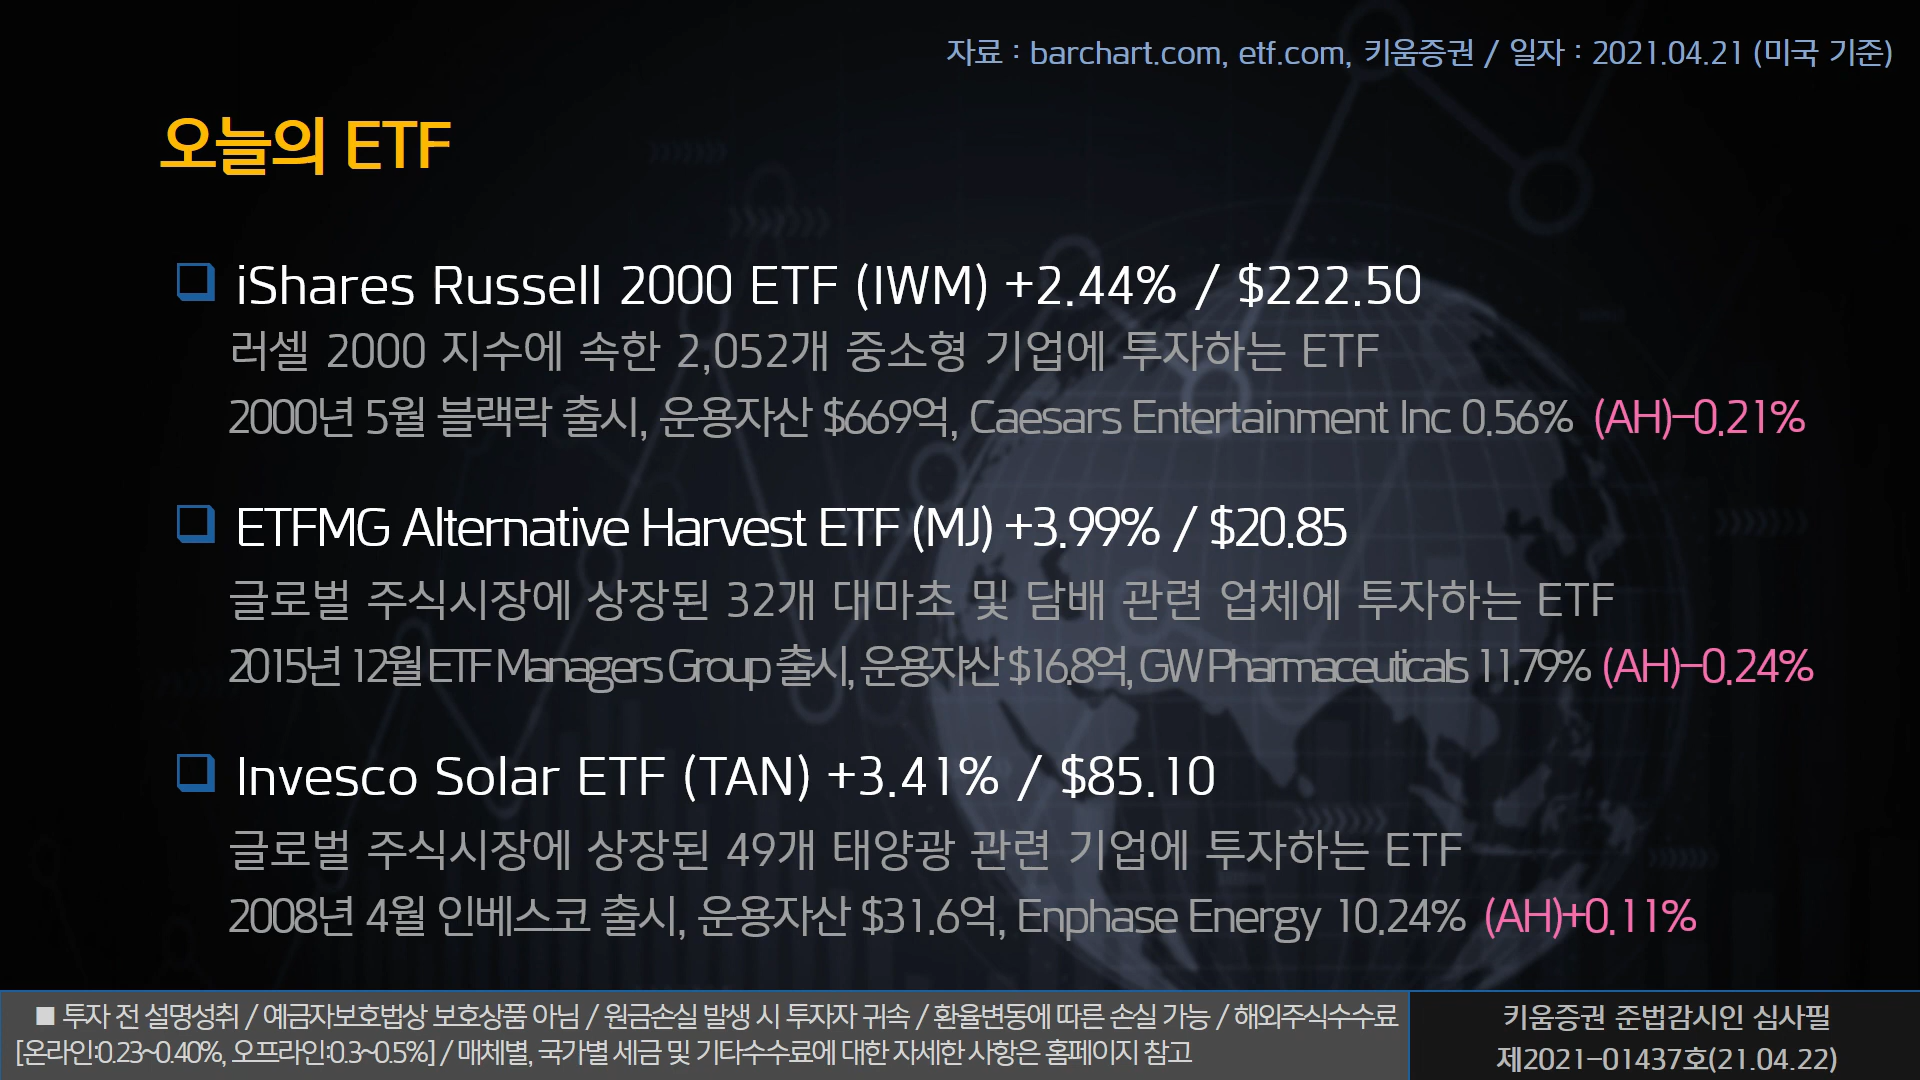 자료 : barchart.com, etf.com, 키움증권 / 일자 : 2021.04.21 (미국 기준)
오늘의 ETF
❑ iShares Russell 2000 ETF (IWM) +2.44% / $222.50
러셀 2000 지수에 속한 2,052개 중소형 기업에 투자하는 ETF
2000년 5월 블랙락 출시, 운용자산 $669억, Caesars Entertainment Inc 0.56% (AH)-0.21%
❑ ETFMG Alternative Harvest ETF (MJ) +3.99% / $20.85
글로벌 주식시장에 상장된 32개 대마초 및 담배 관련 업체에 투자하는 ETF
2015년 12월 ETF Managers Group 출시, 운용자산 $16.8억, GW Pharmaceuticals 11.79% (AH)-0.24%
❑ Invesco Solar ETF (TAN) +3.41% / $85.10
글로벌 주식시장에 상장된 49개 태양광 관련 기업에 투자하는 ETF
2008년 4월 인베스코 출시, 운용자산 $31.6억, Enphase Energy 10.24% (AH)+0.11%
■ 투자 전 설명성취 / 예금자보호법상 보호상품 아님 / 원금손실 발생 시 투자자 귀속 / 환율변동에 따른 손실 가능 / 해외주식수수료
[온라인:0.23~0.40%, 오프라인:0.3~0.5%] / 매체별, 국가별 세금 및 기타수수료에 대한 자세한 사항은 홈페이지 참고
키움증권 준법감시인 심사필
제2021-01437호(21.04.22)